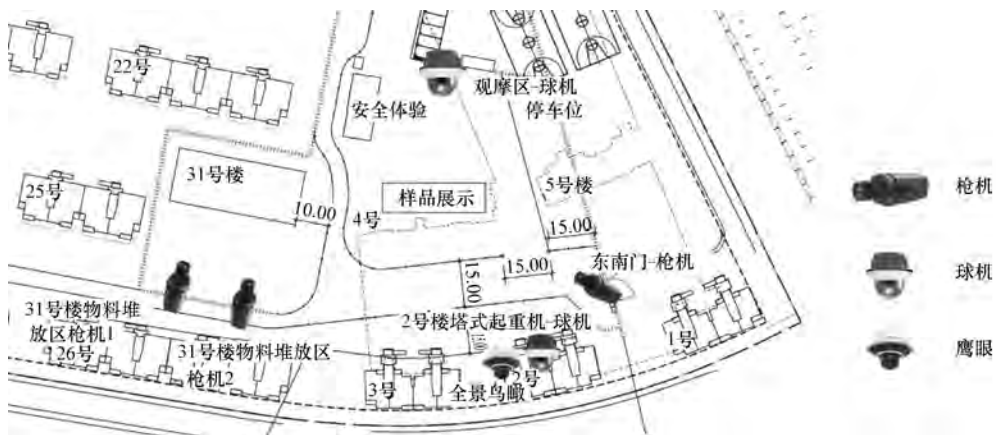 22号
安全体验
观摩区-球机
停车位
31号楼
25号
10.00
4号
样品展示
5号楼
15.00
15.00
15.00
东南门-枪机
31号楼物料堆
放区枪机1
126号
31号楼物料堆放区
枪机2
2号楼塔式起重机-球机
3号
全景鸟瞰
2号
1号
枪机
球机
鹰眼